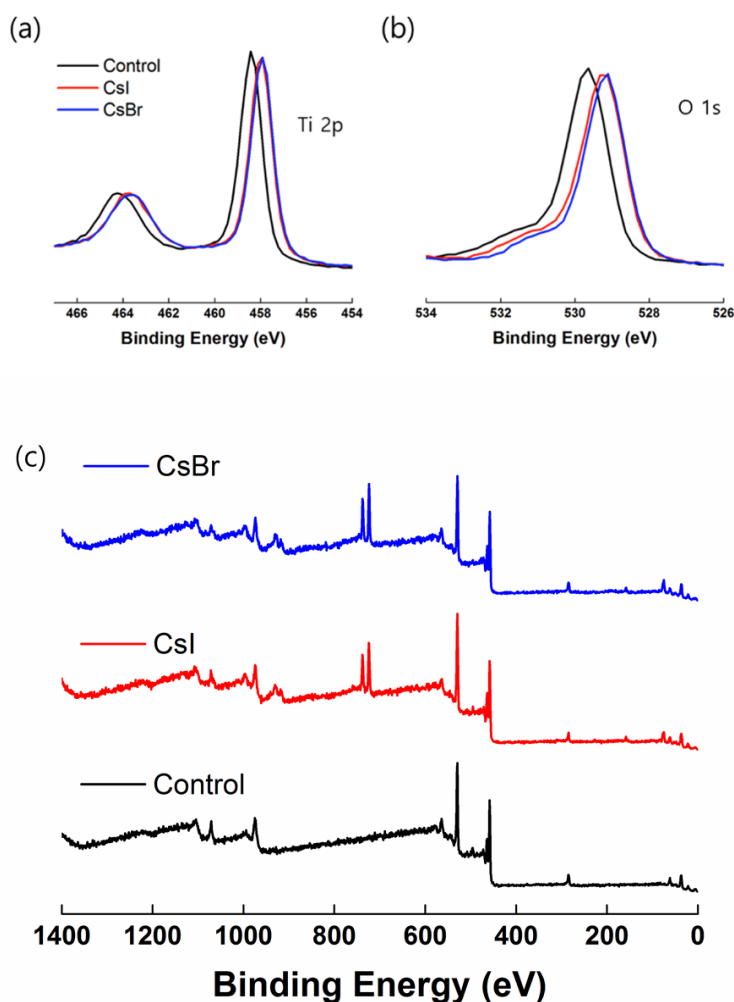 (a)
Control
CsI
CsBr
Ti 2p
466 464 462 460 458 456 454
Binding Energy (eV)
(b)
O 1s
534 532 530 528 526
Binding Energy (eV)
(c)
CsBr
CsI
Control
1400 1200 1000 800 600 400 200 0
Binding Energy (eV)